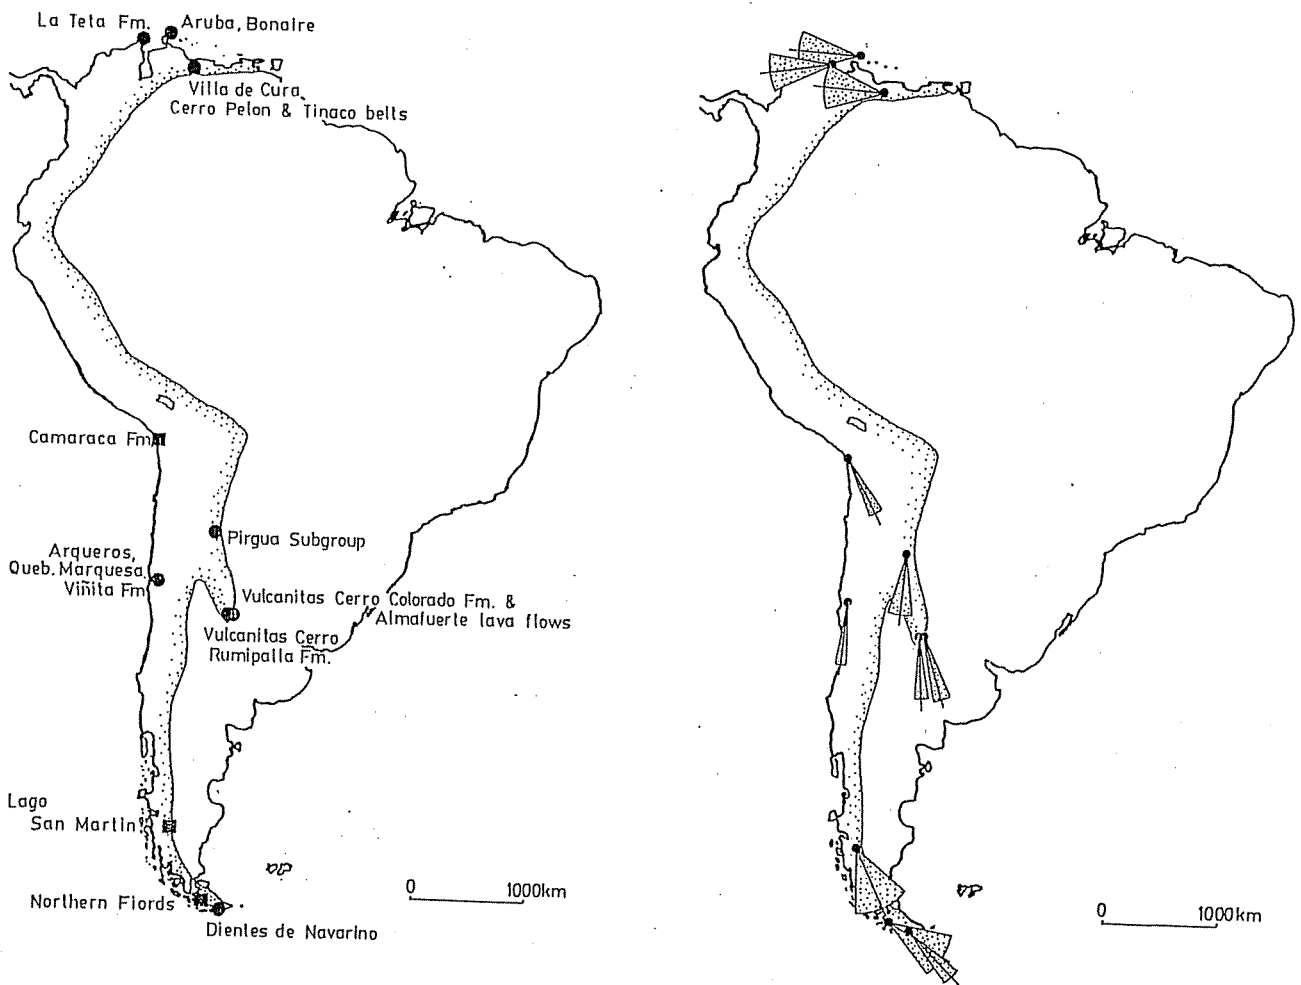 La Teta Fm.
Aruba, Bonaire
Villa de Cura,
Cerro Pelon & Tinaco belts
Camaraca Fm
Pirgua Subgroup
Arqueros,
Queb. Marquesa,
Viñita Fm
Vulcanitas Cerro Colorado Fm. &
Almafuerte lava flows
Vulcanitas Cerro
Rumipalla Fm.
Lago
San Martin
Northern Fiords
Dientes de Navarino
0 1000km
0 1000km